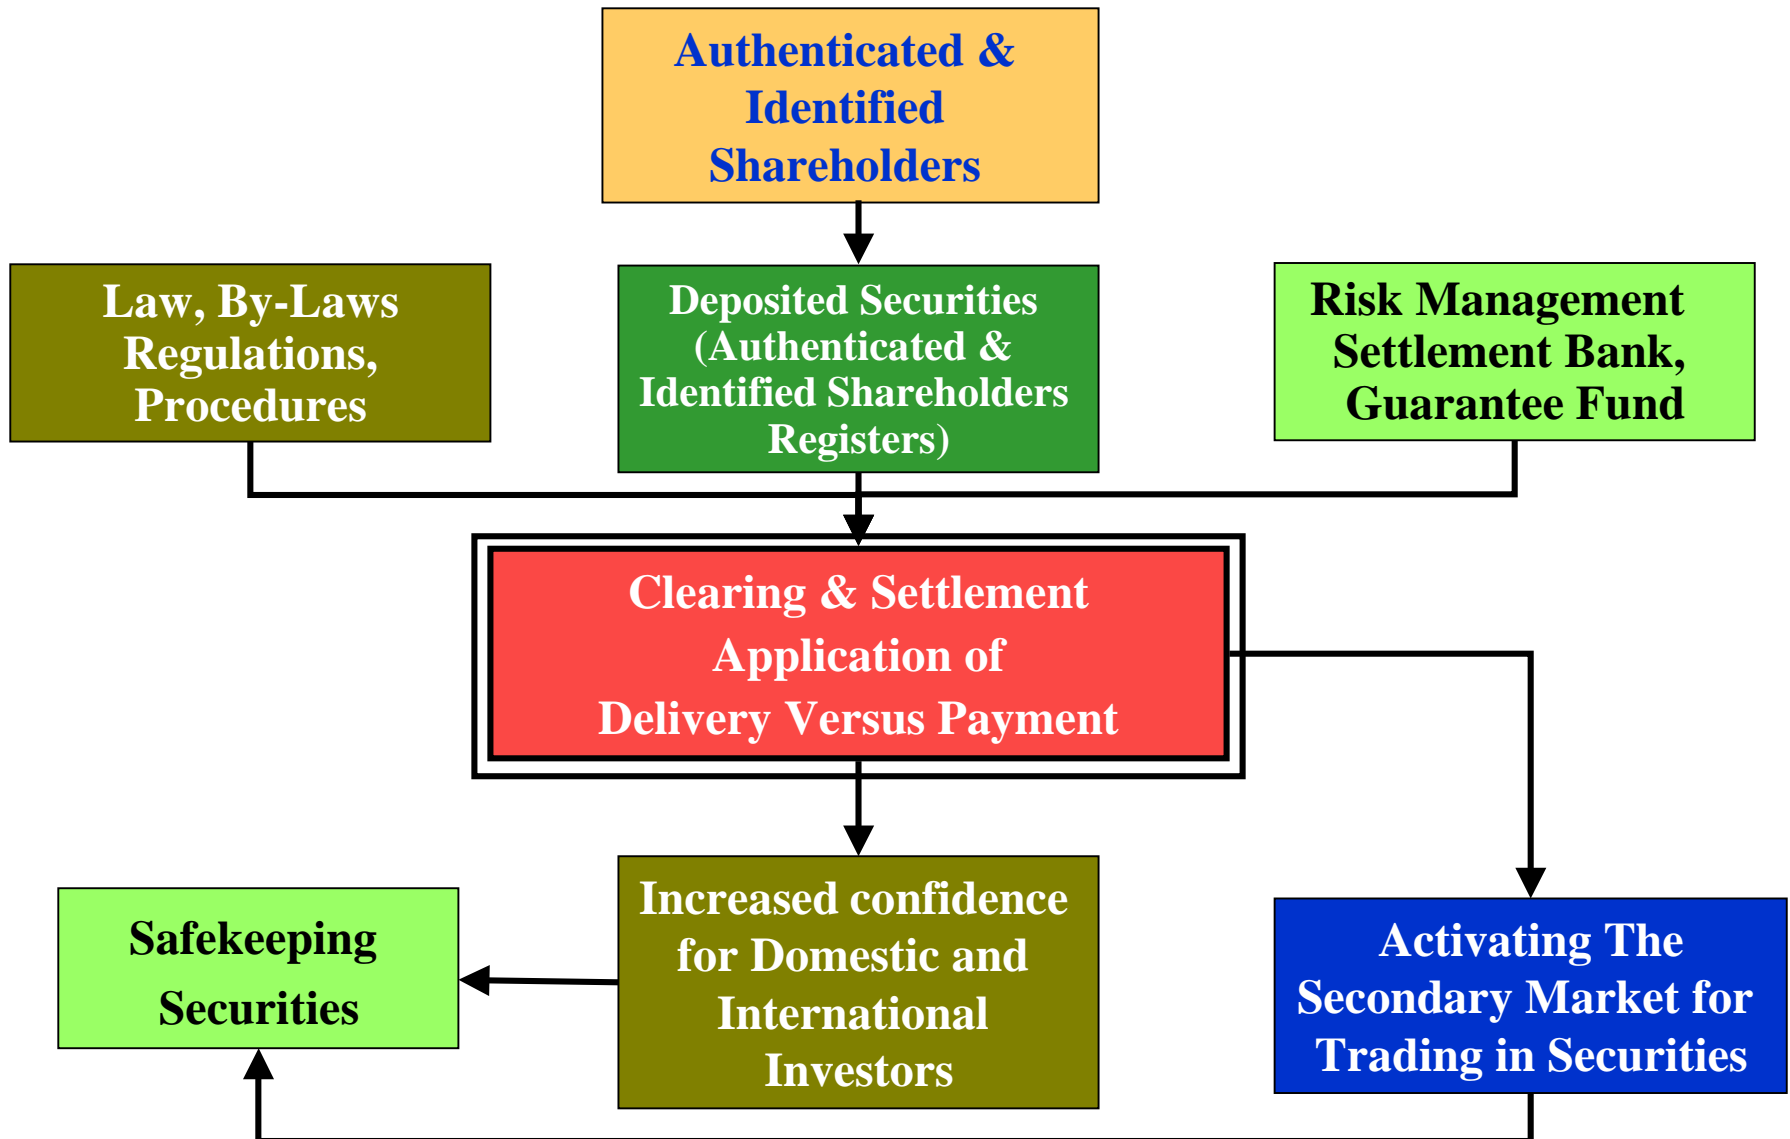 Authenticated &
Identified
Shareholders
Law, By-Laws
Regulations,
Procedures
Deposited Securities
(Authenticated &
Identified Shareholders
Registers)
Risk Management
Settlement Bank,
Guarantee Fund
Clearing & Settlement
Application of
Delivery Versus Payment
Safekeeping
Securities
Increased confidence
for Domestic and
International
Investors
Activating The
Secondary Market for
Trading in Securities